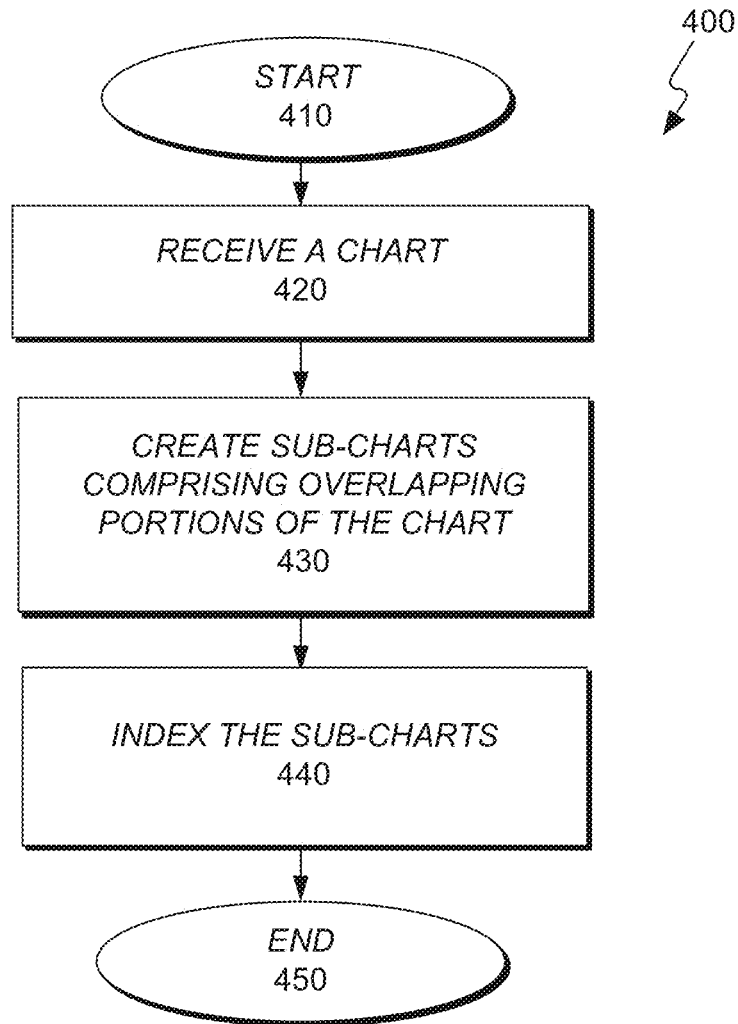 400
START
410
RECEIVE A CHART
420
CREATE SUB-CHARTS
COMPRISING OVERLAPPING
PORTIONS OF THE CHART
430
INDEX THE SUB-CHARTS
440
END
450